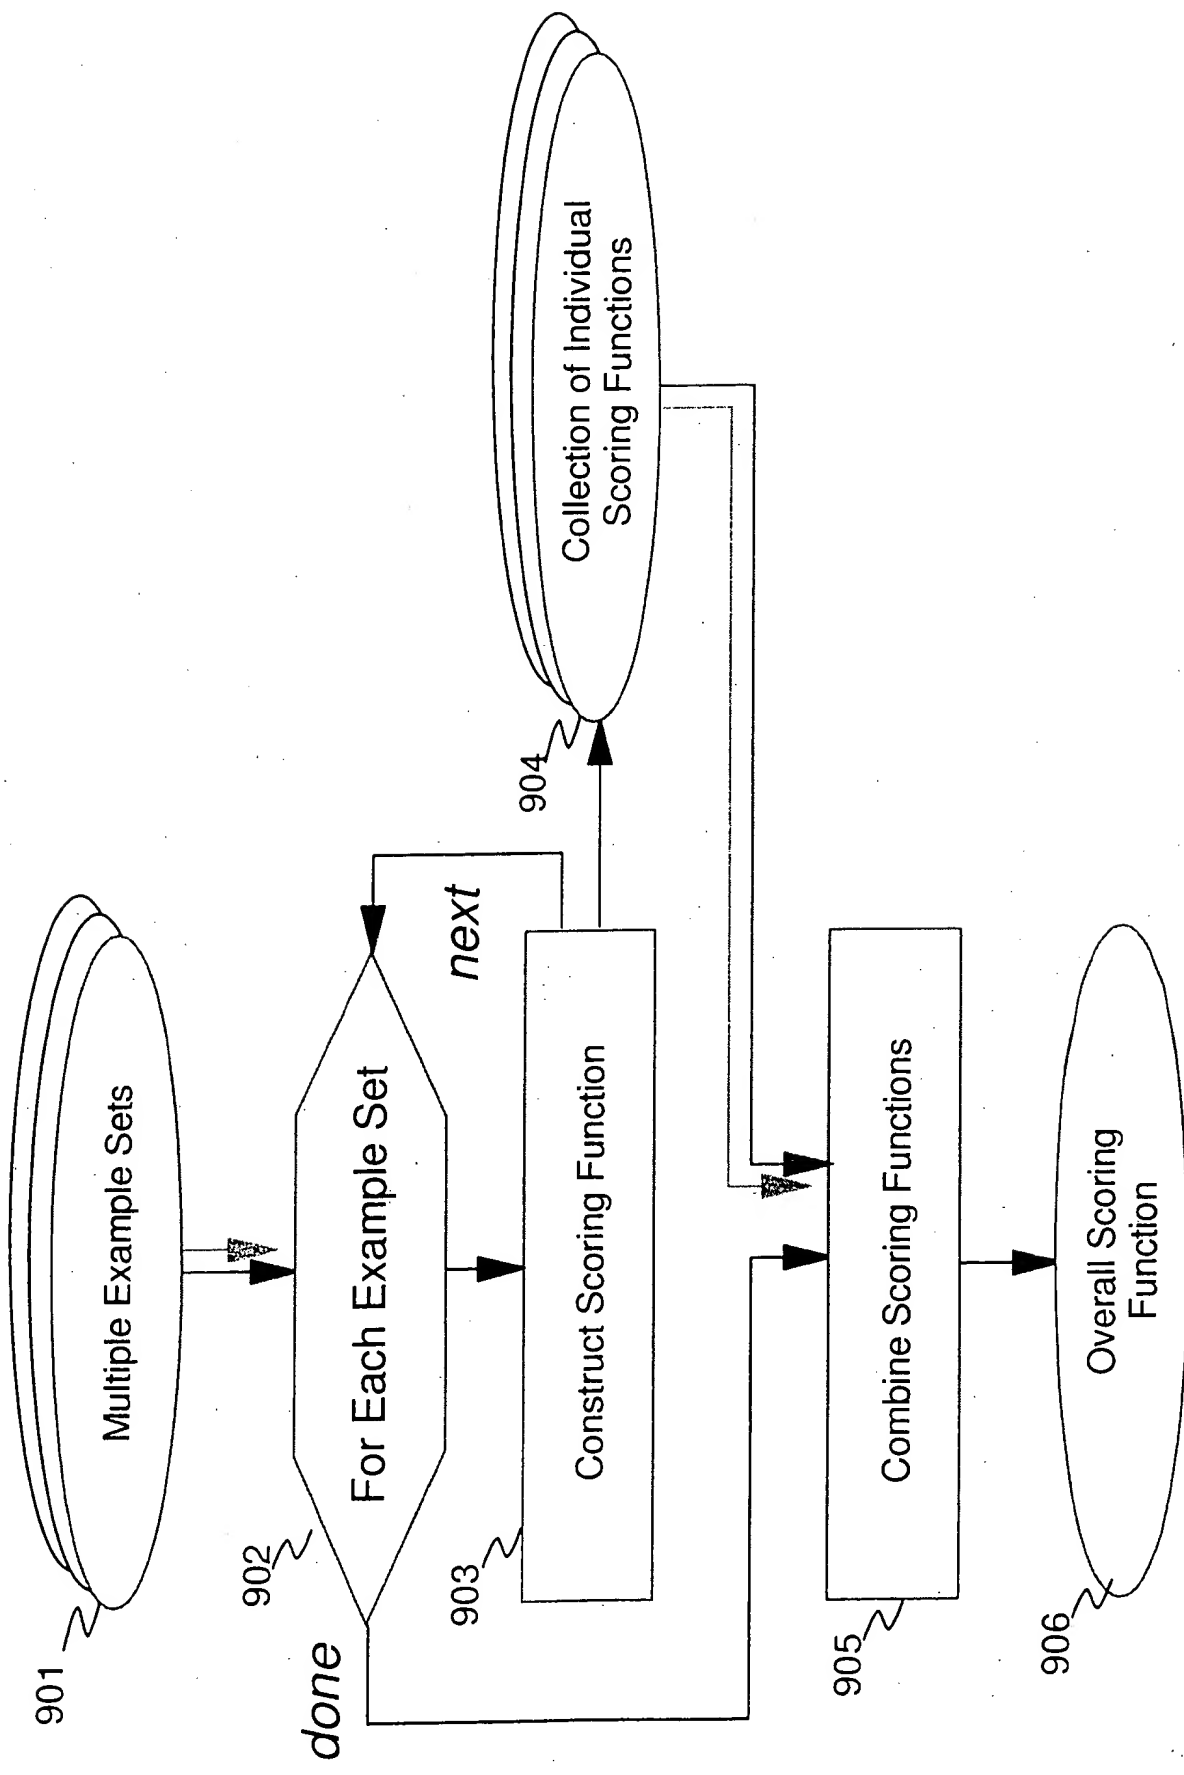 901
Multiple Example Sets
902
For Each Example Set
done
next
903
Construct Scoring Function
904
Collection of Individual
Scoring Functions
905
Combine Scoring Functions
906
Overall Scoring
Function